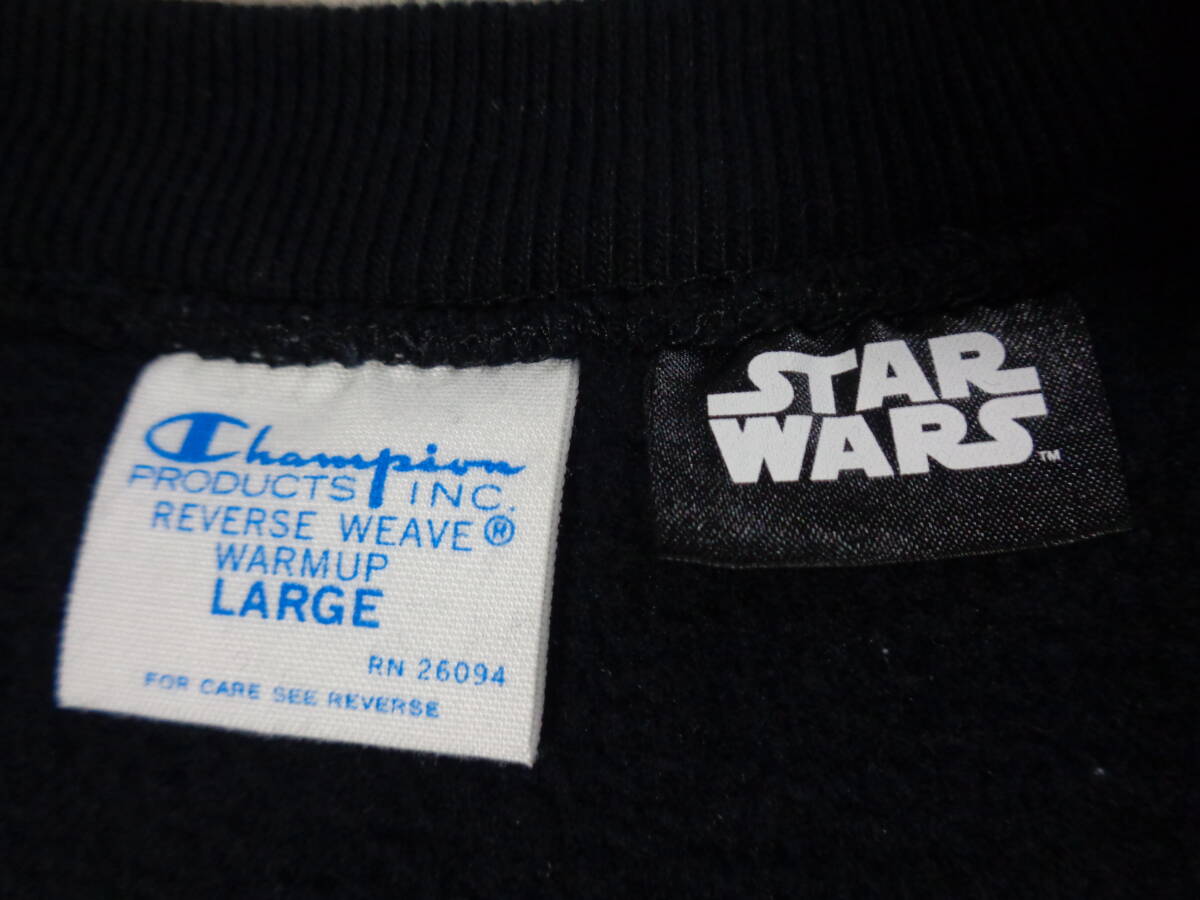 Champion
PRODUCTS INC.
REVERSE WEAVE®
WARMUP
LARGE
RN 26094
FOR CARE SEE REVERSE
STAR
WARS™